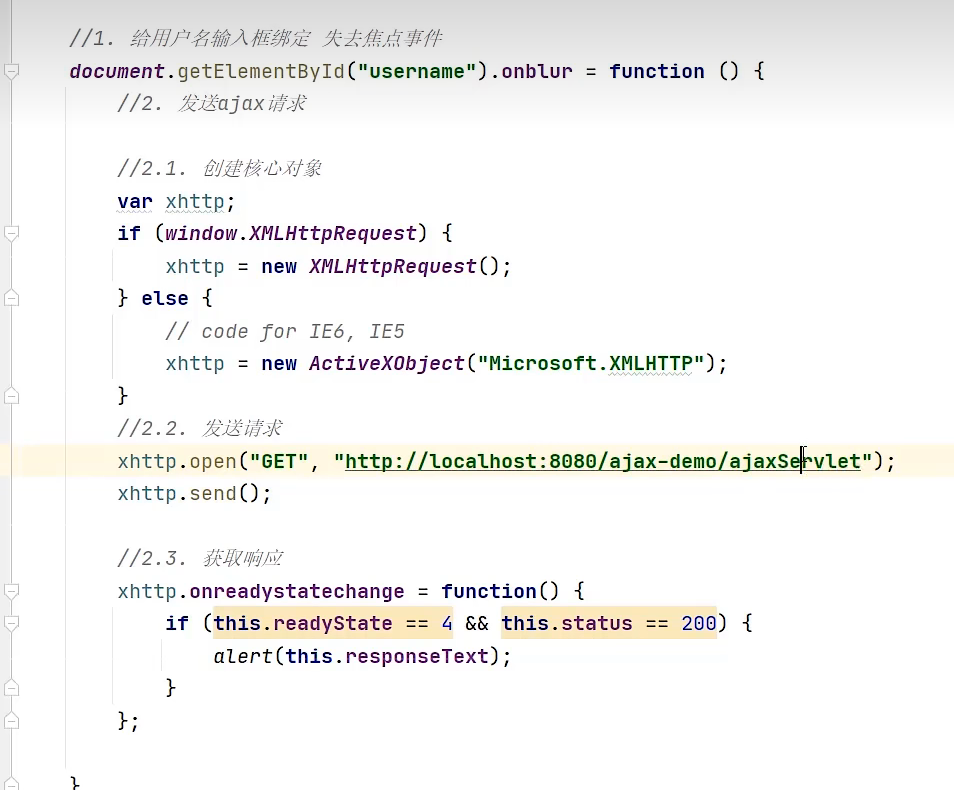 //1. 给用户名输入框绑定 失去焦点事件
document.getElementById("username").onblur = function () {
//2. 发送ajax请求
//2.1. 创建核心对象
var xhttp;
if (window.XMLHttpRequest) {
xhttp = new XMLHttpRequest();
} else {
// code for IE6, IE5
xhttp = new ActiveXObject("Microsoft.XMLHTTP");
}
//2.2. 发送请求
xhttp.open("GET", "http://localhost:8080/ajax-demo/ajaxServlet");
xhttp.send();
//2.3. 获取响应
xhttp.onreadystatechange = function() {
if (this.readyState == 4 && this.status == 200) {
alert(this.responseText);
}
};
}